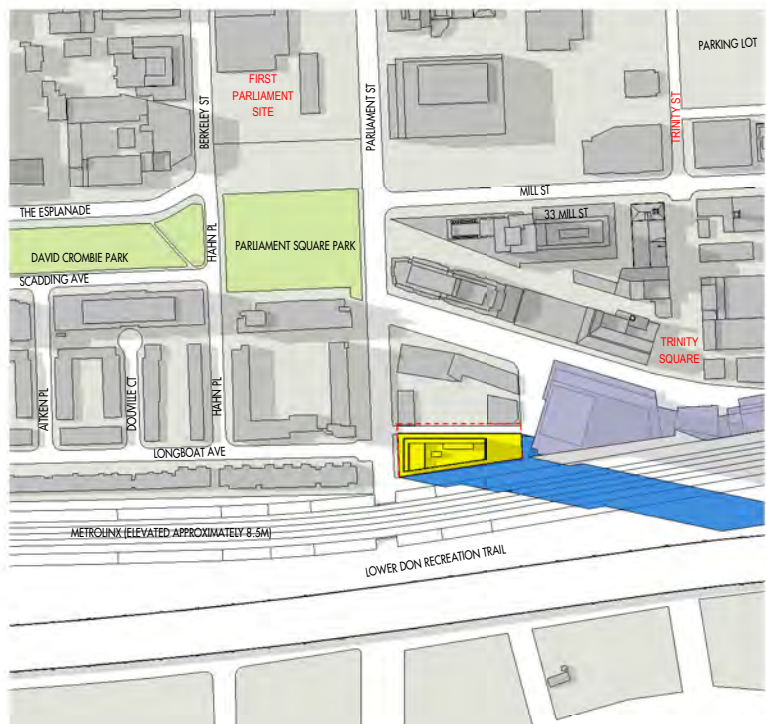 PARKING LOT
FIRST
PARLIAMENT
SITE
BERKELEY ST
PARLIAMENT ST
TRINITY ST
MILL ST
THE ESPLANADE
33 MILL ST
HAHN PL
PARLIAMENT SQUARE PARK
DAVID CROMBIE PARK
SCADDING AVE
TRINITY
SQUARE
AITKEN PL
DOUVILLE CT
HAHN PL
LONGBOAT AVE
METROLINX (ELEVATED APPROXIMATELY 8.5M)
LOWER DON RECREATION TRAIL